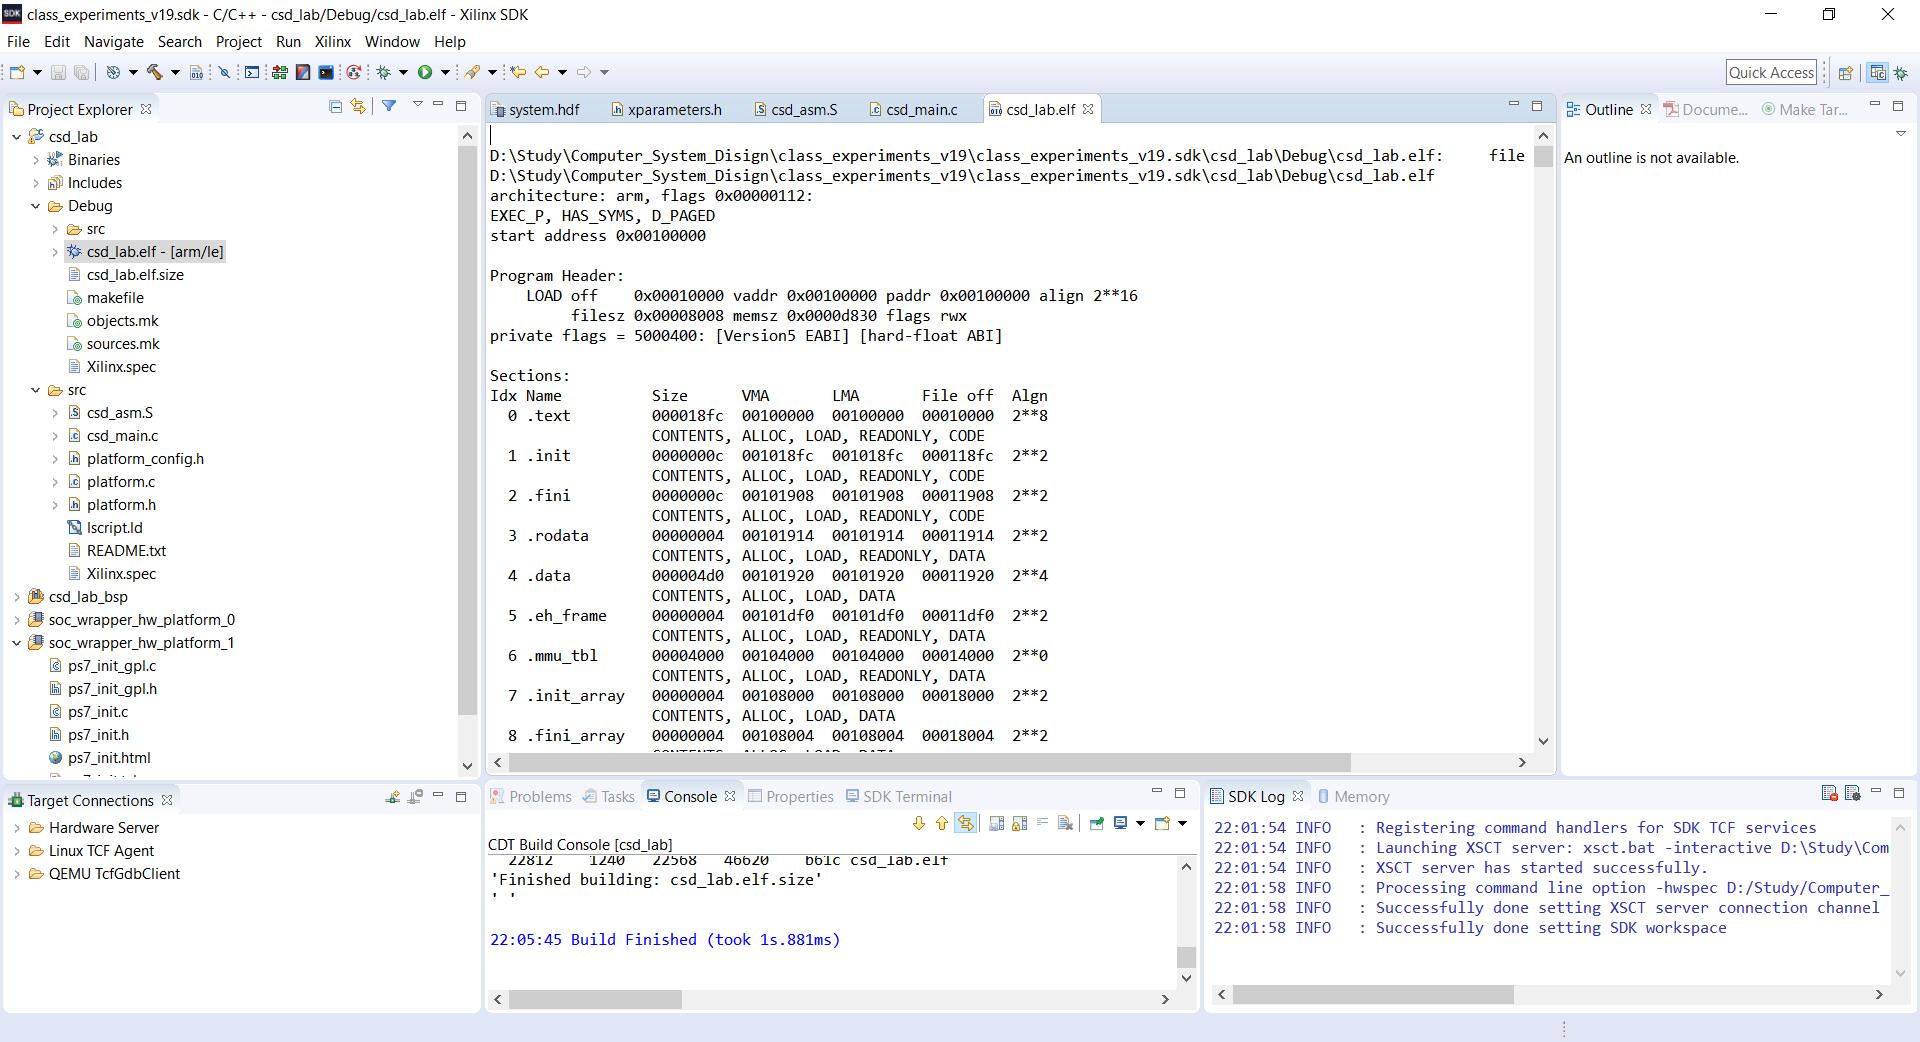 class_experiments_v19.sdk - C/C++ - csd_lab/Debug/csd_lab.elf - Xilinx SDK
File Edit Navigate Search Project Run Xilinx Window Help
Quick Access
Project Explorer
csd_lab
Binaries
Includes
Debug
src
csd_lab.elf - [arm/le]
csd_lab.elf.size
makefile
objects.mk
sources.mk
Xilinx.spec
src
csd_asm.S
csd_main.c
platform_config.h
platform.c
platform.h
lscript.ld
README.txt
Xilinx.spec
csd_lab_bsp
soc_wrapper_hw_platform_0
soc_wrapper_hw_platform_1
ps7_init_gpl.c
ps7_init_gpl.h
ps7_init.c
ps7_init.h
ps7_init.html
system.hdf xparameters.h csd_asm.S csd_main.c csd_lab.elf
D:\Study\Computer_System_Disign\class_experiments_v19\class_experiments_v19.sdk\csd_lab\Debug\csd_lab.elf:     file
D:\Study\Computer_System_Disign\class_experiments_v19\class_experiments_v19.sdk\csd_lab\Debug\csd_lab.elf
architecture: arm, flags 0x00000112:
EXEC_P, HAS_SYMS, D_PAGED
start address 0x00100000
Program Header:
LOAD off    0x00010000 vaddr 0x00100000 paddr 0x00100000 align 2**16
filesz 0x00008008 memsz 0x0000d830 flags rwx
private flags = 5000400: [Version5 EABI] [hard-float ABI]
Sections:
Idx Name          Size      VMA       LMA       File off  Algn
0 .text         000018fc  00100000  00100000  00010000  2**8
CONTENTS, ALLOC, LOAD, READONLY, CODE
1 .init         0000000c  001018fc  001018fc  000118fc  2**2
CONTENTS, ALLOC, LOAD, READONLY, CODE
2 .fini         0000000c  00101908  00101908  00011908  2**2
CONTENTS, ALLOC, LOAD, READONLY, CODE
3 .rodata       00000004  00101914  00101914  00011914  2**2
CONTENTS, ALLOC, LOAD, READONLY, DATA
4 .data         000004d0  00101920  00101920  00011920  2**4
CONTENTS, ALLOC, LOAD, DATA
5 .eh_frame     00000004  00101df0  00101df0  00011df0  2**2
CONTENTS, ALLOC, LOAD, READONLY, DATA
6 .mmu_tbl      00004000  00104000  00104000  00014000  2**0
CONTENTS, ALLOC, LOAD, READONLY, DATA
7 .init_array   00000004  00108000  00108000  00018000  2**2
CONTENTS, ALLOC, LOAD, DATA
8 .fini_array   00000004  00108004  00108004  00018004  2**2
Outline Docume... Make Tar...
An outline is not available.
Target Connections
Hardware Server
Linux TCF Agent
QEMU TcfGdbClient
Problems Tasks Console Properties SDK Terminal
CDT Build Console [csd_lab]
22812    1240   22568   46620    b61c csd_lab.elf
'Finished building: csd_lab.elf.size'
' '
22:05:45 Build Finished (took 1s.881ms)
SDK Log Memory
22:01:54 INFO   : Registering command handlers for SDK TCF services
22:01:54 INFO   : Launching XSCT server: xsct.bat -interactive D:\Study\Com
22:01:54 INFO   : XSCT server has started successfully.
22:01:58 INFO   : Processing command line option -hwspec D:/Study/Computer_
22:01:58 INFO   : Successfully done setting XSCT server connection channel
22:01:58 INFO   : Successfully done setting SDK workspace